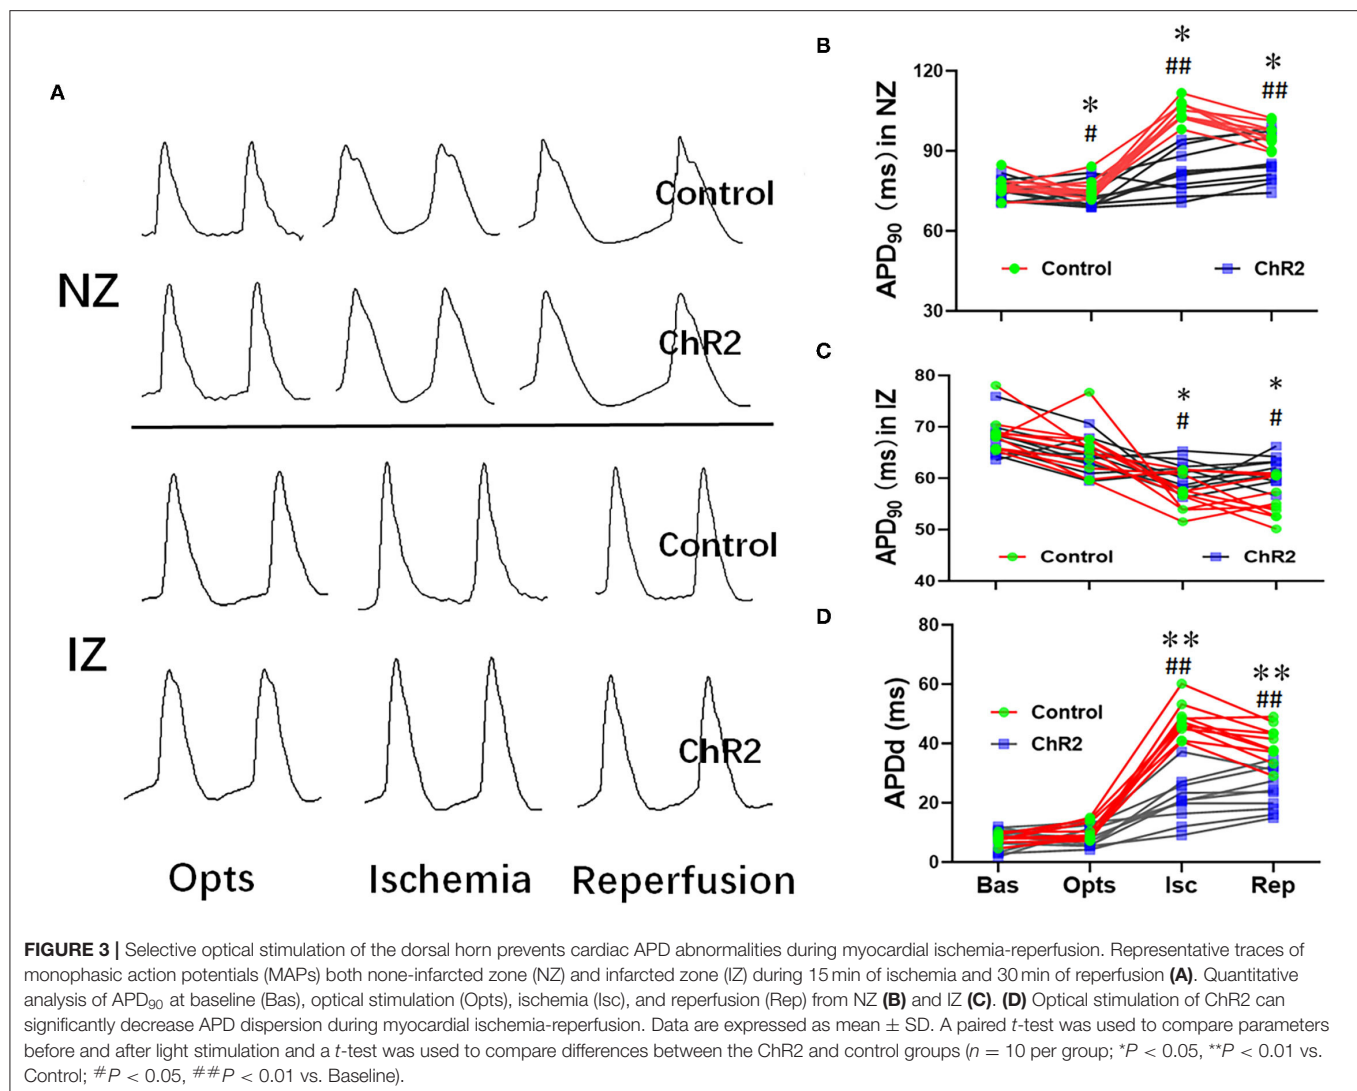 A
NZ
Control
ChR2
IZ
Control
ChR2
Opts Ischemia Reperfusion
B
APD90 (ms) in NZ
120
90
60
30
* # * ## * ##
Control ChR2
C
APD90 (ms) in IZ
80
70
60
50
40
* # * #
Control ChR2
D
APDd (ms)
80
60
40
20
0
** ## ** ##
Control
ChR2
Bas Opts Isc Rep
FIGURE 3 | Selective optical stimulation of the dorsal horn prevents cardiac APD abnormalities during myocardial ischemia-reperfusion. Representative traces of
monophasic action potentials (MAPs) both none-infarcted zone (NZ) and infarcted zone (IZ) during 15 min of ischemia and 30 min of reperfusion (A). Quantitative
analysis of APD90 at baseline (Bas), optical stimulation (Opts), ischemia (Isc), and reperfusion (Rep) from NZ (B) and IZ (C). (D) Optical stimulation of ChR2 can
significantly decrease APD dispersion during myocardial ischemia-reperfusion. Data are expressed as mean ± SD. A paired t-test was used to compare parameters
before and after light stimulation and a t-test was used to compare differences between the ChR2 and control groups (n = 10 per group; *P < 0.05, **P < 0.01 vs.
Control; #P < 0.05, ##P < 0.01 vs. Baseline).